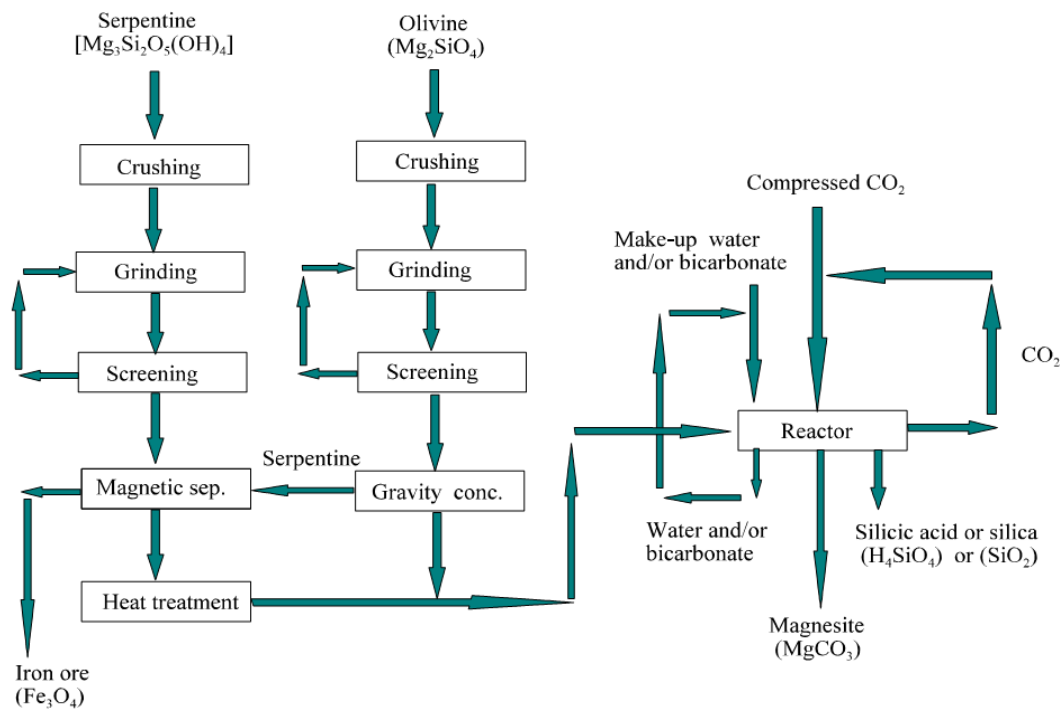 Serpentine
[Mg₃Si₂O₅(OH)₄]
Olivine
(Mg₂SiO₄)
Crushing
Crushing
Compressed CO₂
Make-up water
and/or bicarbonate
Grinding
Grinding
CO₂
Screening
Screening
Reactor
Serpentine
Magnetic sep.
Gravity conc.
Water and/or
bicarbonate
Silicic acid or silica
(H₄SiO₄) or (SiO₂)
Heat treatment
Magnesite
(MgCO₃)
Iron ore
(Fe₃O₄)